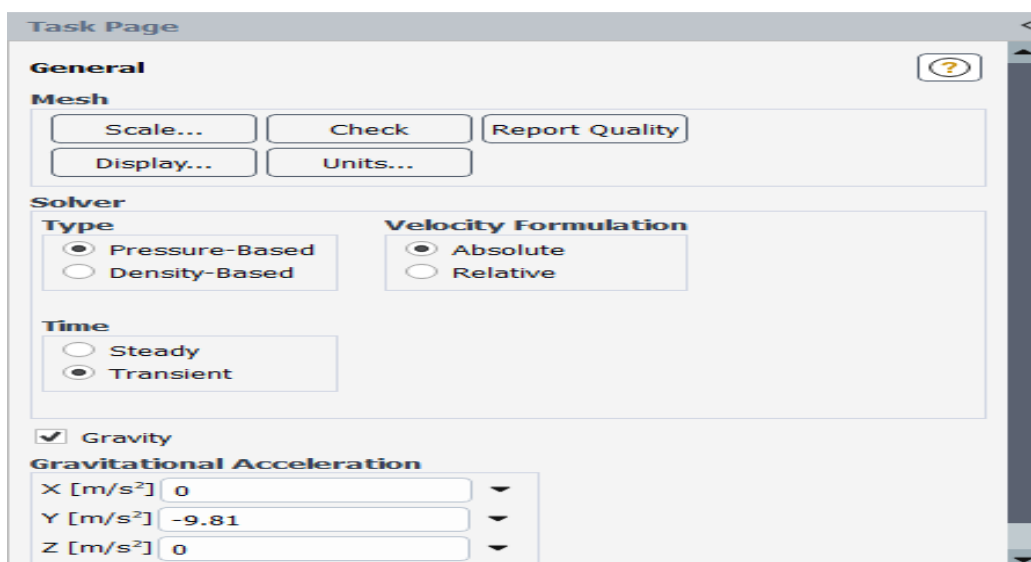 Task Page <
General ?
Mesh
Scale... Check Report Quality
Display... Units...
Solver
Type Velocity Formulation
Pressure-Based Absolute
Density-Based Relative
Time
Steady
Transient
Gravity
Gravitational Acceleration
X [m/s²] 0
Y [m/s²] -9.81
Z [m/s²] 0